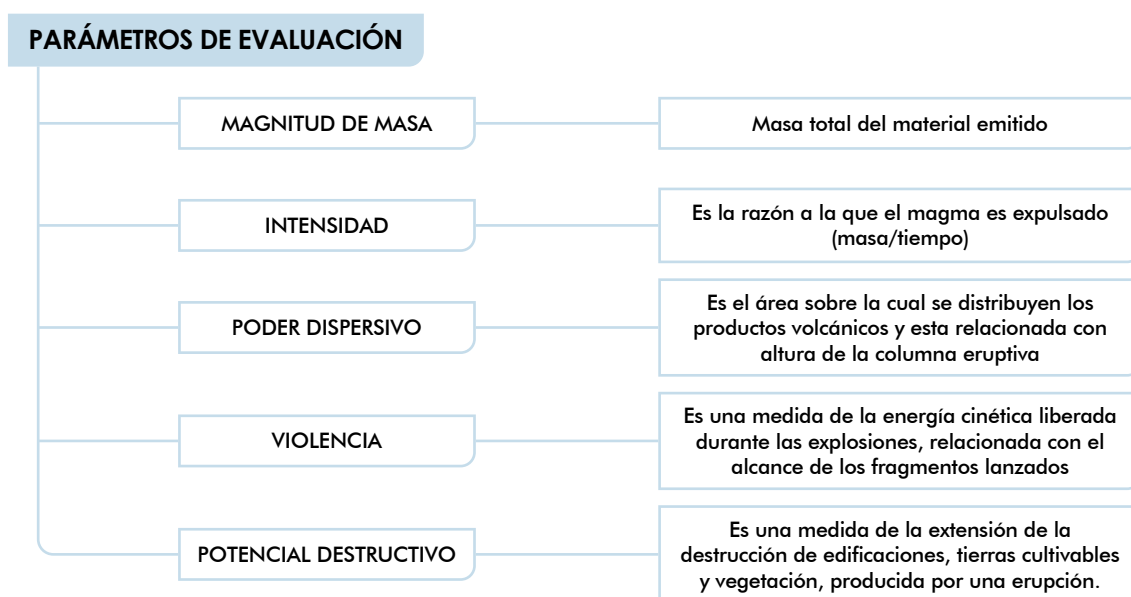 PARÁMETROS DE EVALUACIÓN
MAGNITUD DE MASA
Masa total del material emitido
INTENSIDAD
Es la razón a la que el magma es expulsado
(masa/tiempo)
PODER DISPERSIVO
Es el área sobre la cual se distribuyen los
productos volcánicos y esta relacionada con
altura de la columna eruptiva
VIOLENCIA
Es una medida de la energía cinética liberada
durante las explosiones, relacionada con el
alcance de los fragmentos lanzados
POTENCIAL DESTRUCTIVO
Es una medida de la extensión de la
destrucción de edificaciones, tierras cultivables
y vegetación, producida por una erupción.